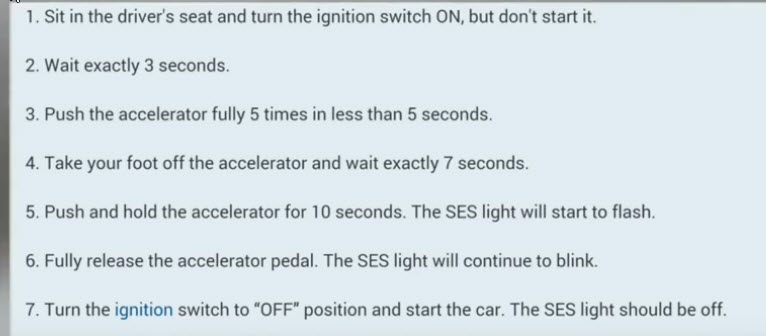 1. Sit in the driver's seat and turn the ignition switch ON, but don't start it.
2. Wait exactly 3 seconds.
3. Push the accelerator fully 5 times in less than 5 seconds.
4. Take your foot off the accelerator and wait exactly 7 seconds.
5. Push and hold the accelerator for 10 seconds. The SES light will start to flash.
6. Fully release the accelerator pedal. The SES light will continue to blink.
7. Turn the ignition switch to “OFF” position and start the car. The SES light should be off.